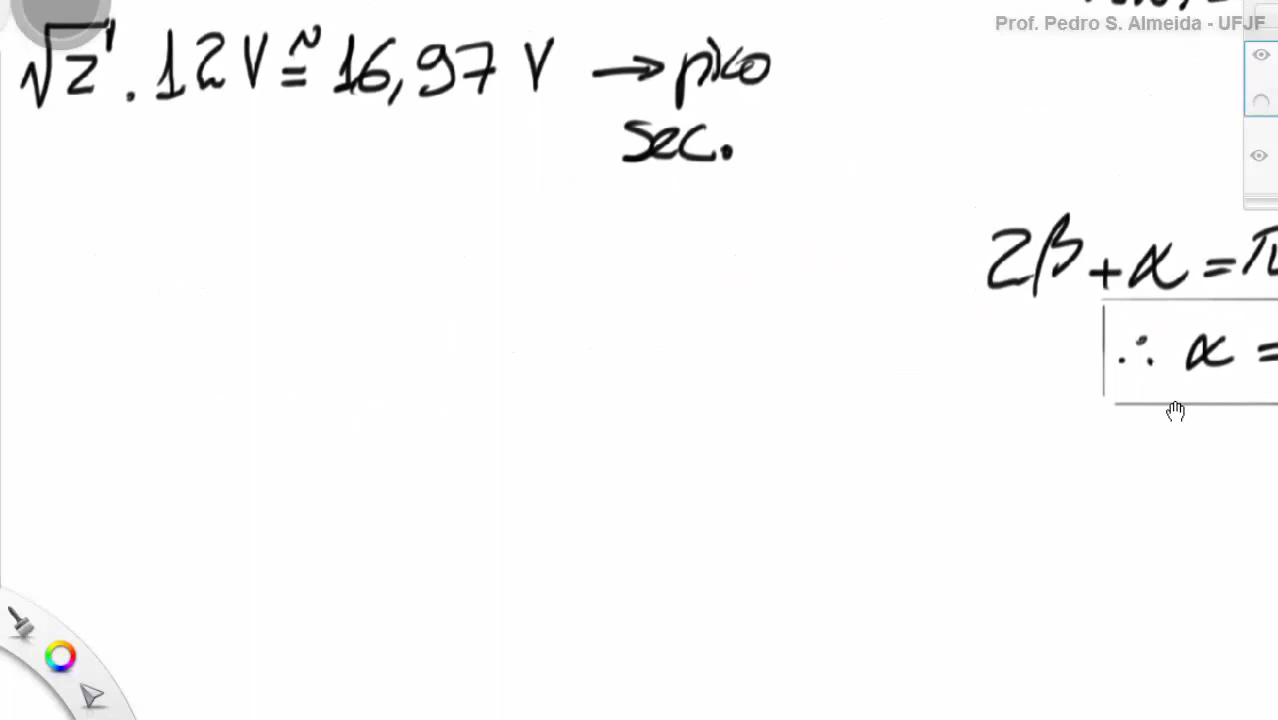 Prof. Pedro S. Almeida - UFJF
√2 . 12 V ≅ 16,97 V → pico
sec.
2β + α = π
∴ α =